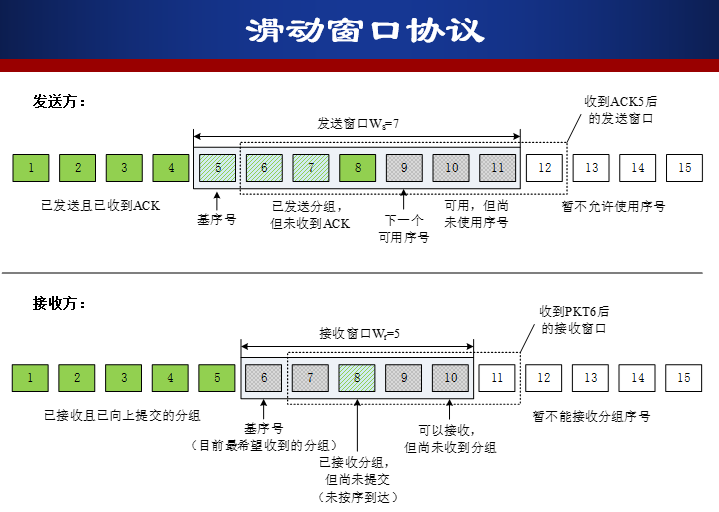 滑动窗口协议
发送方：
收到ACK5后
的发送窗口
发送窗口Ws=7
1 2 3 4 5 6 7 8 9 10 11 12 13 14 15
已发送且已收到ACK
基序号
已发送分组，
但未收到ACK
下一个
可用序号
可用，但尚
未使用序号
暂不允许使用序号
接收方：
收到PKT6后
的接收窗口
接收窗口Wr=5
1 2 3 4 5 6 7 8 9 10 11 12 13 14 15
已接收且已向上提交的分组
基序号
（目前最希望收到的分组）
已接收分组，
但尚未提交
（未按序到达）
可以接收，
但尚未收到分组
暂不能接收分组序号